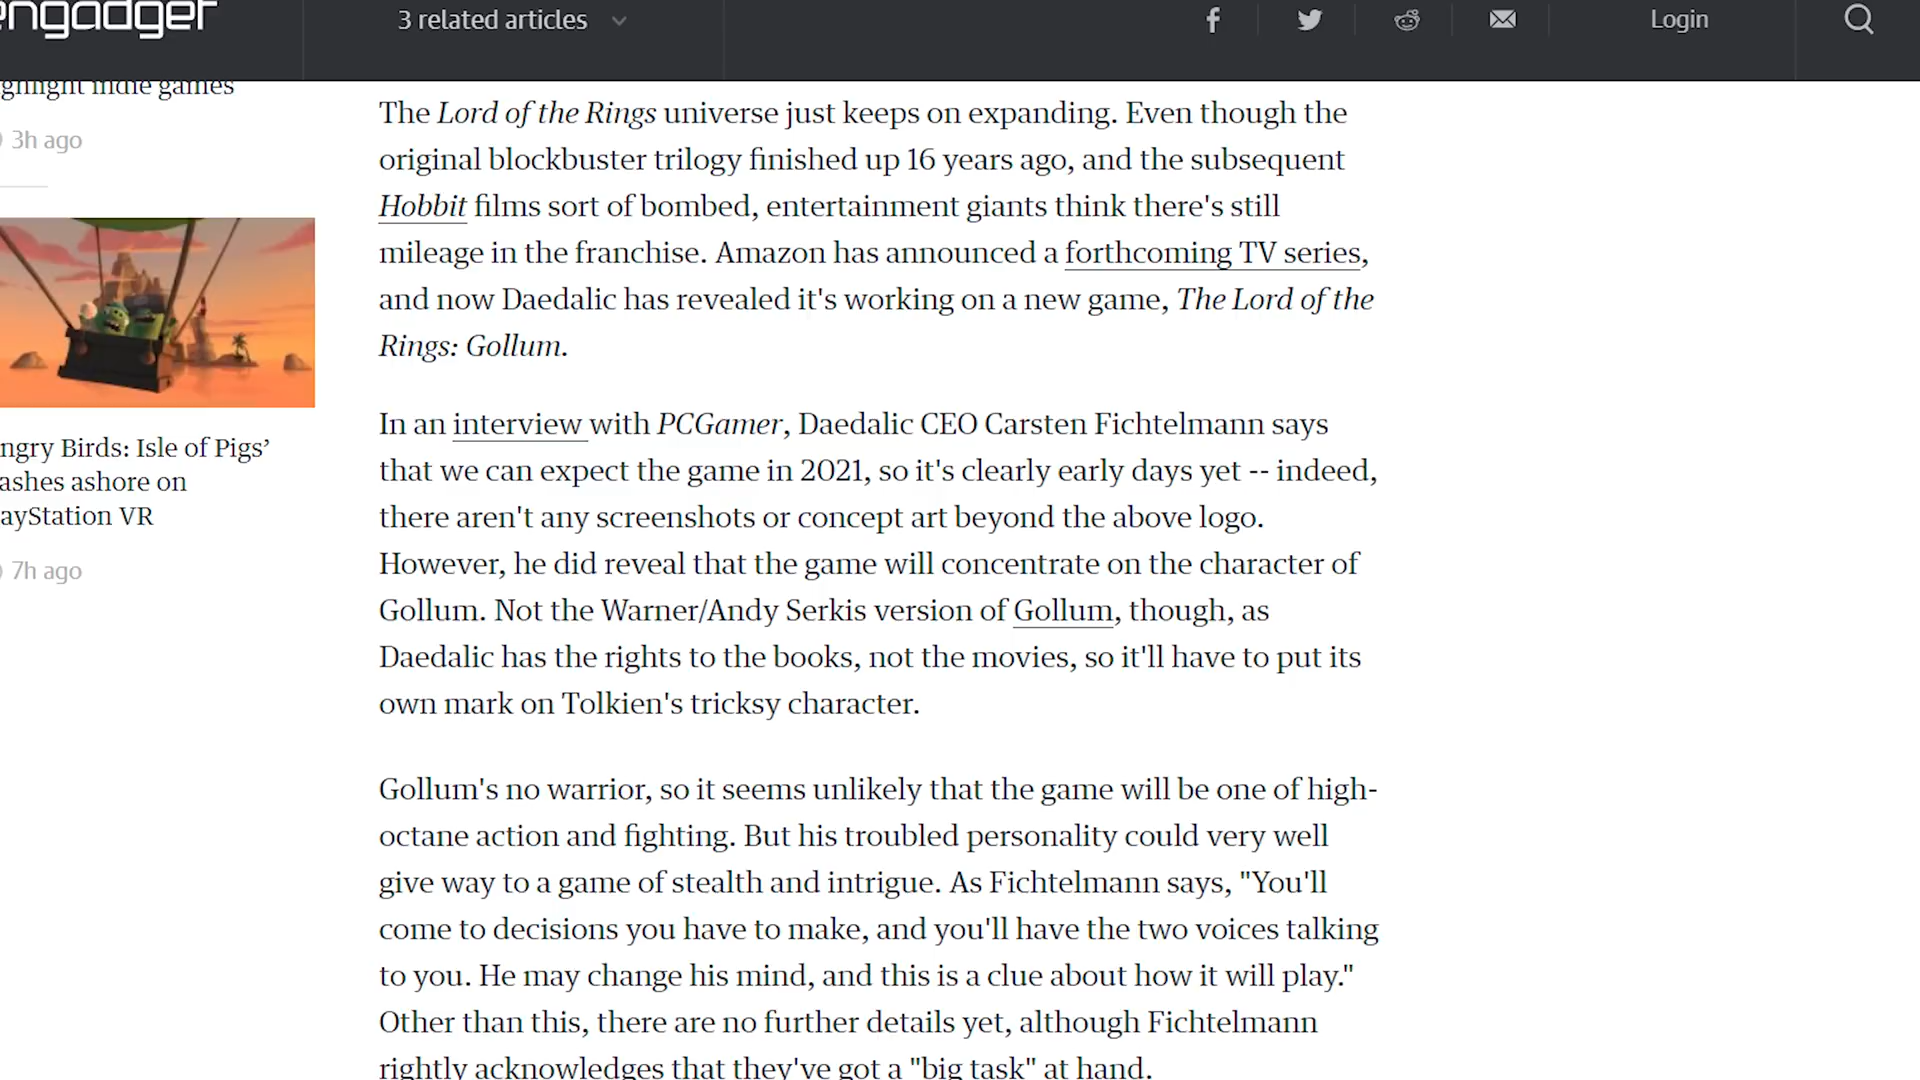 engadget
3 related articles
Login
ghlight indie games
3h ago
ngry Birds: Isle of Pigs’
ashes ashore on
ayStation VR
7h ago
The Lord of the Rings universe just keeps on expanding. Even though the
original blockbuster trilogy finished up 16 years ago, and the subsequent
Hobbit films sort of bombed, entertainment giants think there's still
mileage in the franchise. Amazon has announced a forthcoming TV series,
and now Daedalic has revealed it's working on a new game, The Lord of the
Rings: Gollum.
In an interview with PCGamer, Daedalic CEO Carsten Fichtelmann says
that we can expect the game in 2021, so it's clearly early days yet -- indeed,
there aren't any screenshots or concept art beyond the above logo.
However, he did reveal that the game will concentrate on the character of
Gollum. Not the Warner/Andy Serkis version of Gollum, though, as
Daedalic has the rights to the books, not the movies, so it'll have to put its
own mark on Tolkien's tricksy character.
Gollum's no warrior, so it seems unlikely that the game will be one of high-
octane action and fighting. But his troubled personality could very well
give way to a game of stealth and intrigue. As Fichtelmann says, "You'll
come to decisions you have to make, and you'll have the two voices talking
to you. He may change his mind, and this is a clue about how it will play."
Other than this, there are no further details yet, although Fichtelmann
rightly acknowledges that they've got a "big task" at hand.